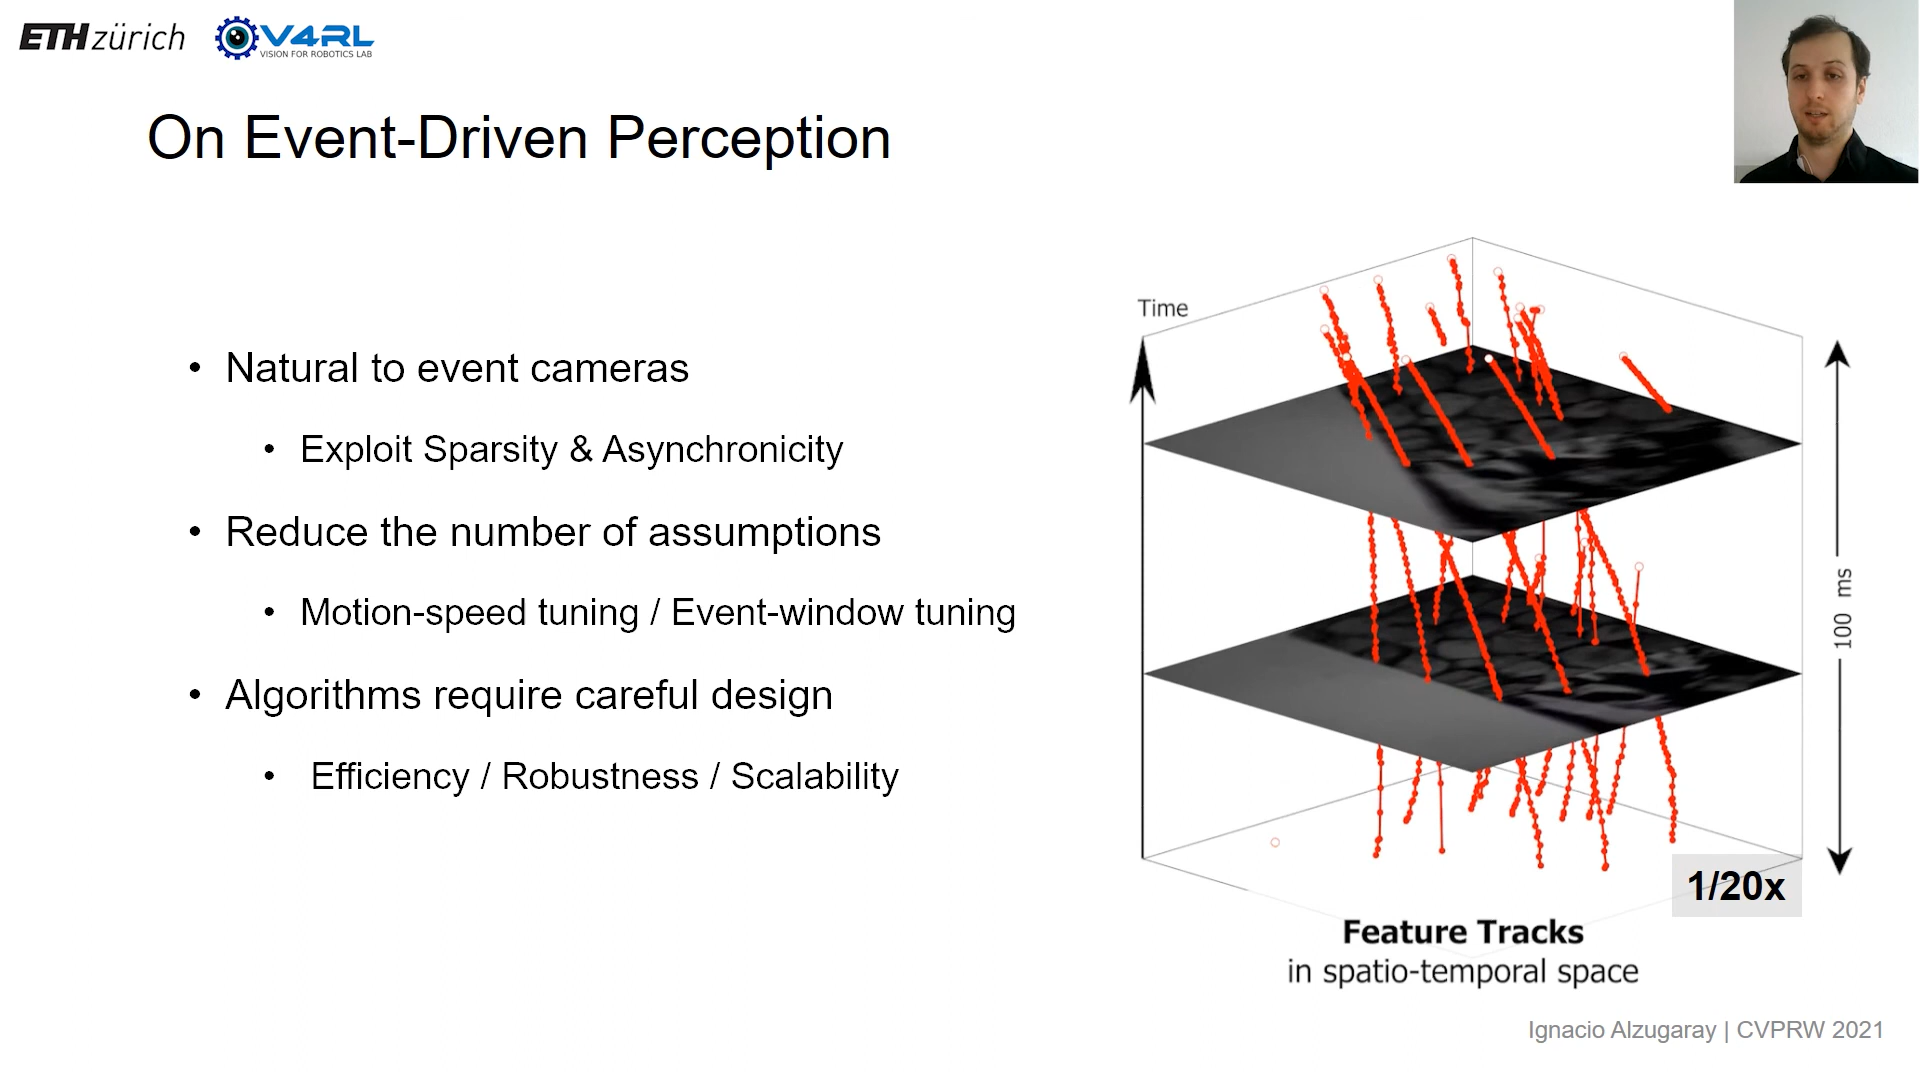 ETH zürich
V4RL
VISION FOR ROBOTICS LAB
On Event-Driven Perception
• Natural to event cameras
• Exploit Sparsity & Asynchronicity
• Reduce the number of assumptions
• Motion-speed tuning / Event-window tuning
• Algorithms require careful design
• Efficiency / Robustness / Scalability
Time
100 ms
1/20x
Feature Tracks
in spatio-temporal space
Ignacio Alzugaray | CVPRW 2021